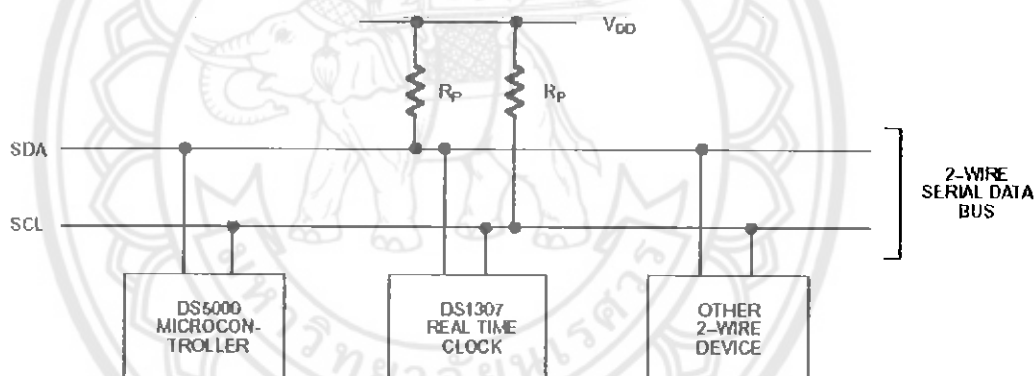 VDD
RP
RP
SDA
SCL
2-WIRE
SERIAL DATA
BUS
DS5000
MICROCON-
TROLLER
DS1307
REAL TIME
CLOCK
OTHER
2-WIRE
DEVICE